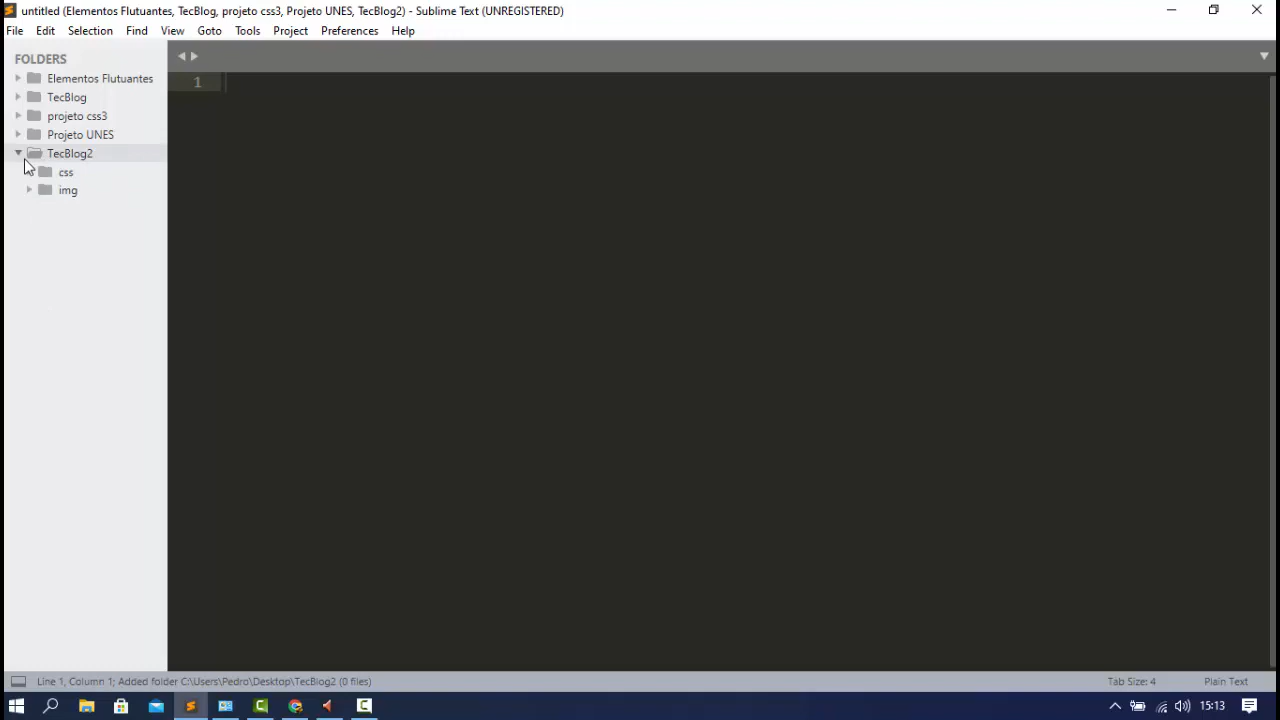 untitled (Elementos Flutuantes, TecBlog, projeto css3, Projeto UNES, TecBlog2) - Sublime Text (UNREGISTERED)
File Edit Selection Find View Goto Tools Project Preferences Help
FOLDERS
Elementos Flutuantes
TecBlog
projeto css3
Projeto UNES
TecBlog2
css
img
1
Line 1, Column 1; Added folder C:\Users\Pedro\Desktop\TecBlog2 (0 files)
Tab Size: 4
Plain Text
15:13